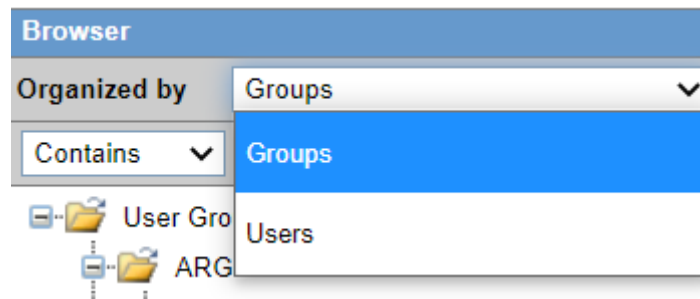 Browser
Organized by Groups
Contains Groups
User Gro
Users
ARG